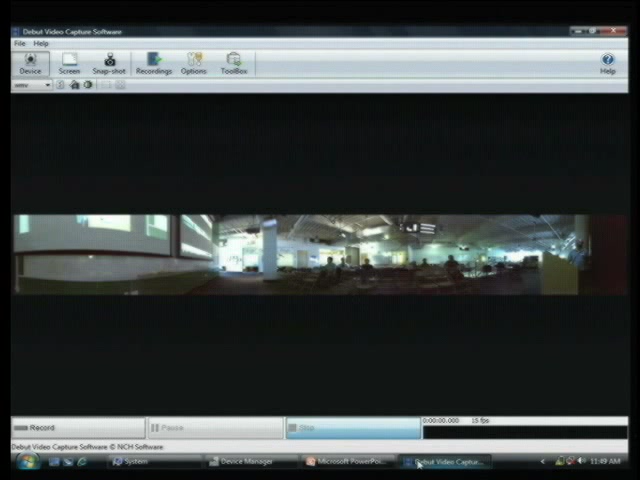 Debut Video Capture Software
File Help
Device Screen Snap-shot Recordings Options ToolBox Help
wmv
Record Pause Stop 0:00:00.000 15 fps
Debut Video Capture Software © NCH Software
System Device Manager Microsoft PowerPoi... Debut Video Captur... 11:49 AM